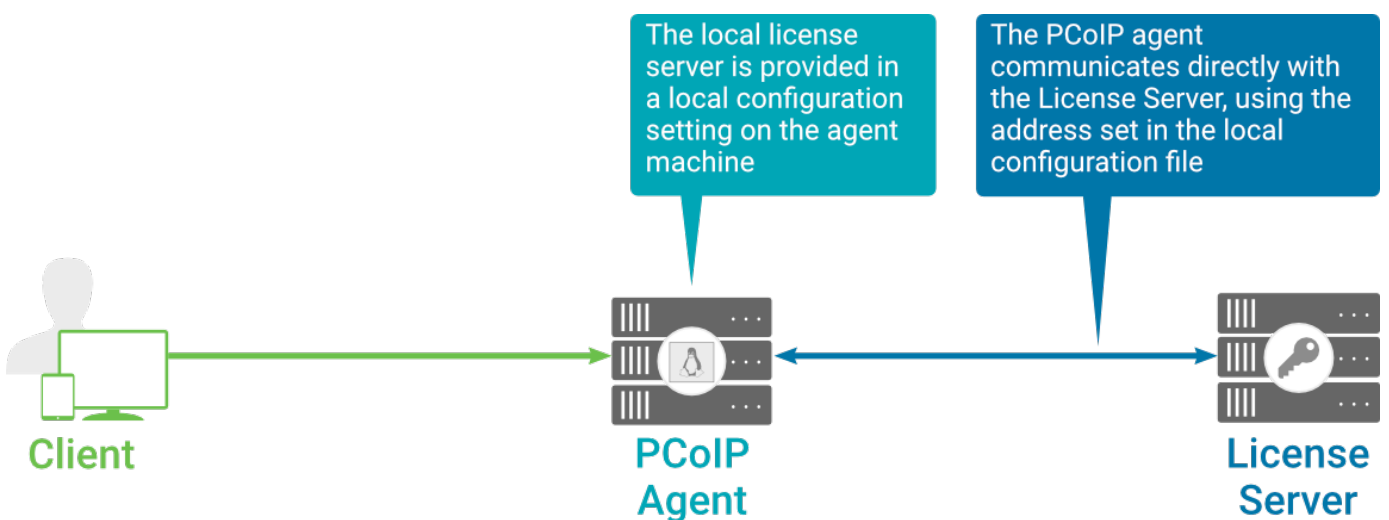 The local license
server is provided in
a local configuration
setting on the agent
machine
The PCoIP agent
communicates directly with
the License Server, using the
address set in the local
configuration file
Client
PCoIP
Agent
License
Server